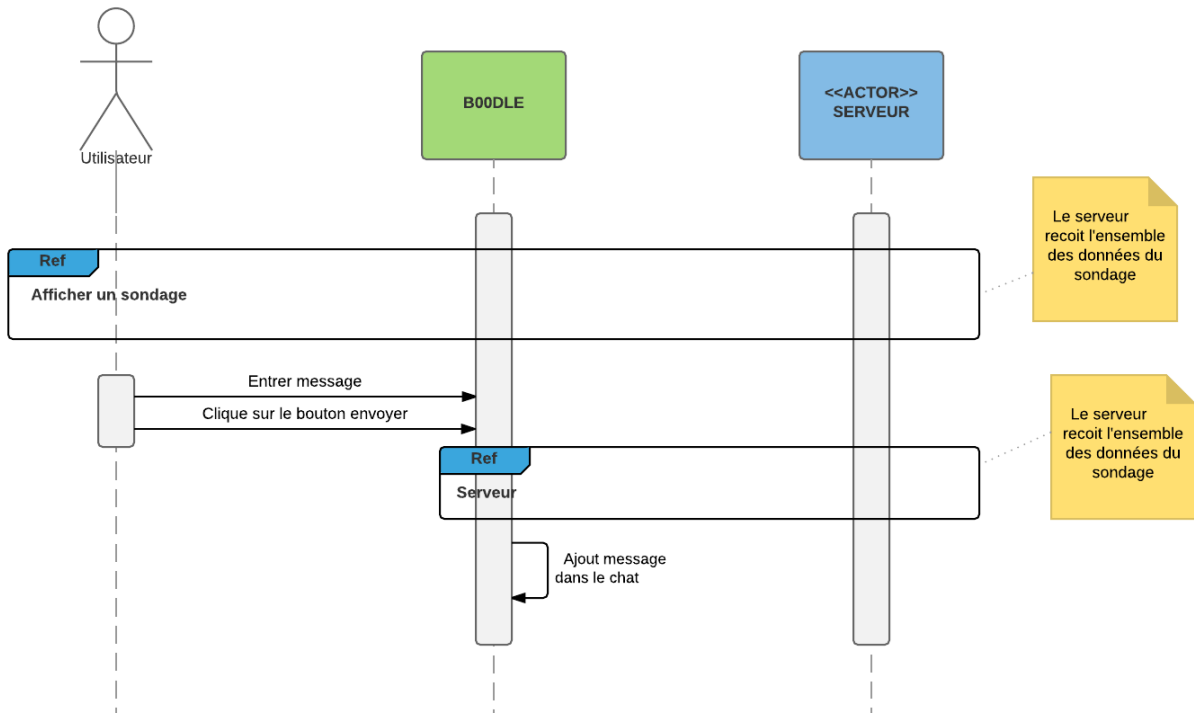 Utilisateur
B00DLE
<<ACTOR>>
SERVEUR
Le serveur
recoit l'ensemble
des données du
sondage
Ref
Afficher un sondage
Entrer message
Clique sur le bouton envoyer
Le serveur
recoit l'ensemble
des données du
sondage
Ref
Serveur
Ajout message
dans le chat